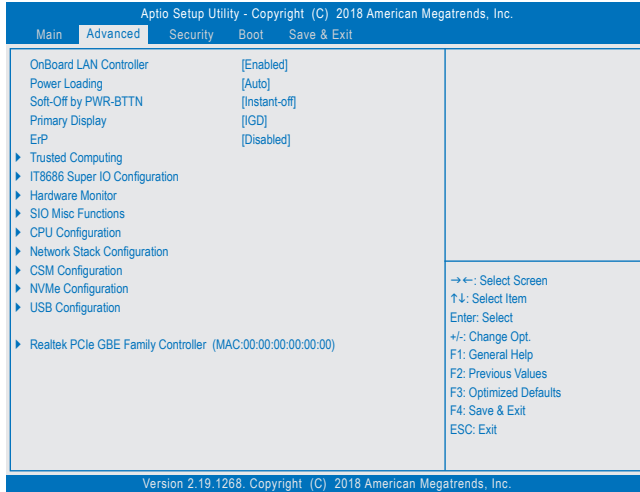 Aptio Setup Utility - Copyright (C) 2018 American Megatrends, Inc.
Main Advanced Security Boot Save & Exit
OnBoard LAN Controller [Enabled]
Power Loading [Auto]
Soft-Off by PWR-BTTN [Instant-off]
Primary Display [IGD]
ErP [Disabled]
Trusted Computing
IT8686 Super IO Configuration
Hardware Monitor
SIO Misc Functions
CPU Configuration
Network Stack Configuration
CSM Configuration
NVMe Configuration
USB Configuration
Realtek PCIe GBE Family Controller (MAC:00:00:00:00:00:00)
→←: Select Screen
↑↓: Select Item
Enter: Select
+/-: Change Opt.
F1: General Help
F2: Previous Values
F3: Optimized Defaults
F4: Save & Exit
ESC: Exit
Version 2.19.1268. Copyright (C) 2018 American Megatrends, Inc.